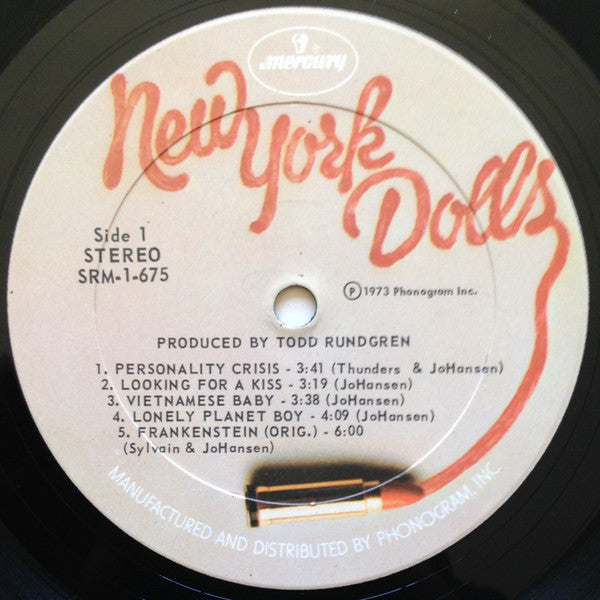 mercury ®
New York
Dolls
Side 1
STEREO
SRM-1-675
Ⓟ 1973 Phonogram Inc.
PRODUCED BY TODD RUNDGREN
1. PERSONALITY CRISIS - 3:41 (Thunders & JoHansen)
2. LOOKING FOR A KISS - 3:19 (JoHansen)
3. VIETNAMESE BABY - 3:38 (JoHansen)
4. LONELY PLANET BOY - 4:09 (JoHansen)
5. FRANKENSTEIN (ORIG.) - 6:00
(Sylvain & JoHansen)
MANUFACTURED AND DISTRIBUTED BY PHONOGRAM, INC